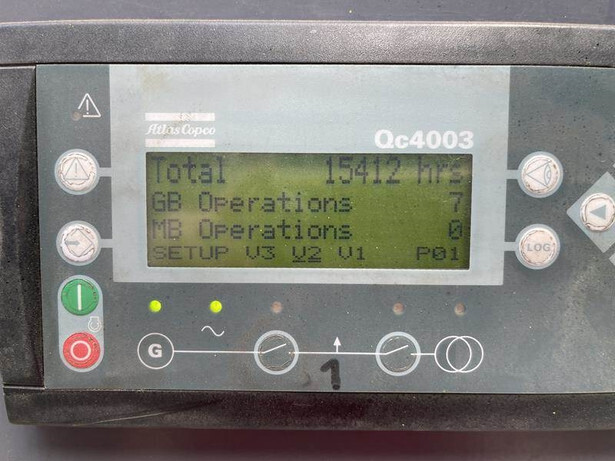 Atlas Copco
Qc4003
Total 15412 hrs
GB Operations 7
MB Operations 0
SETUP V3 V2 V1 P01
LOG
G
1